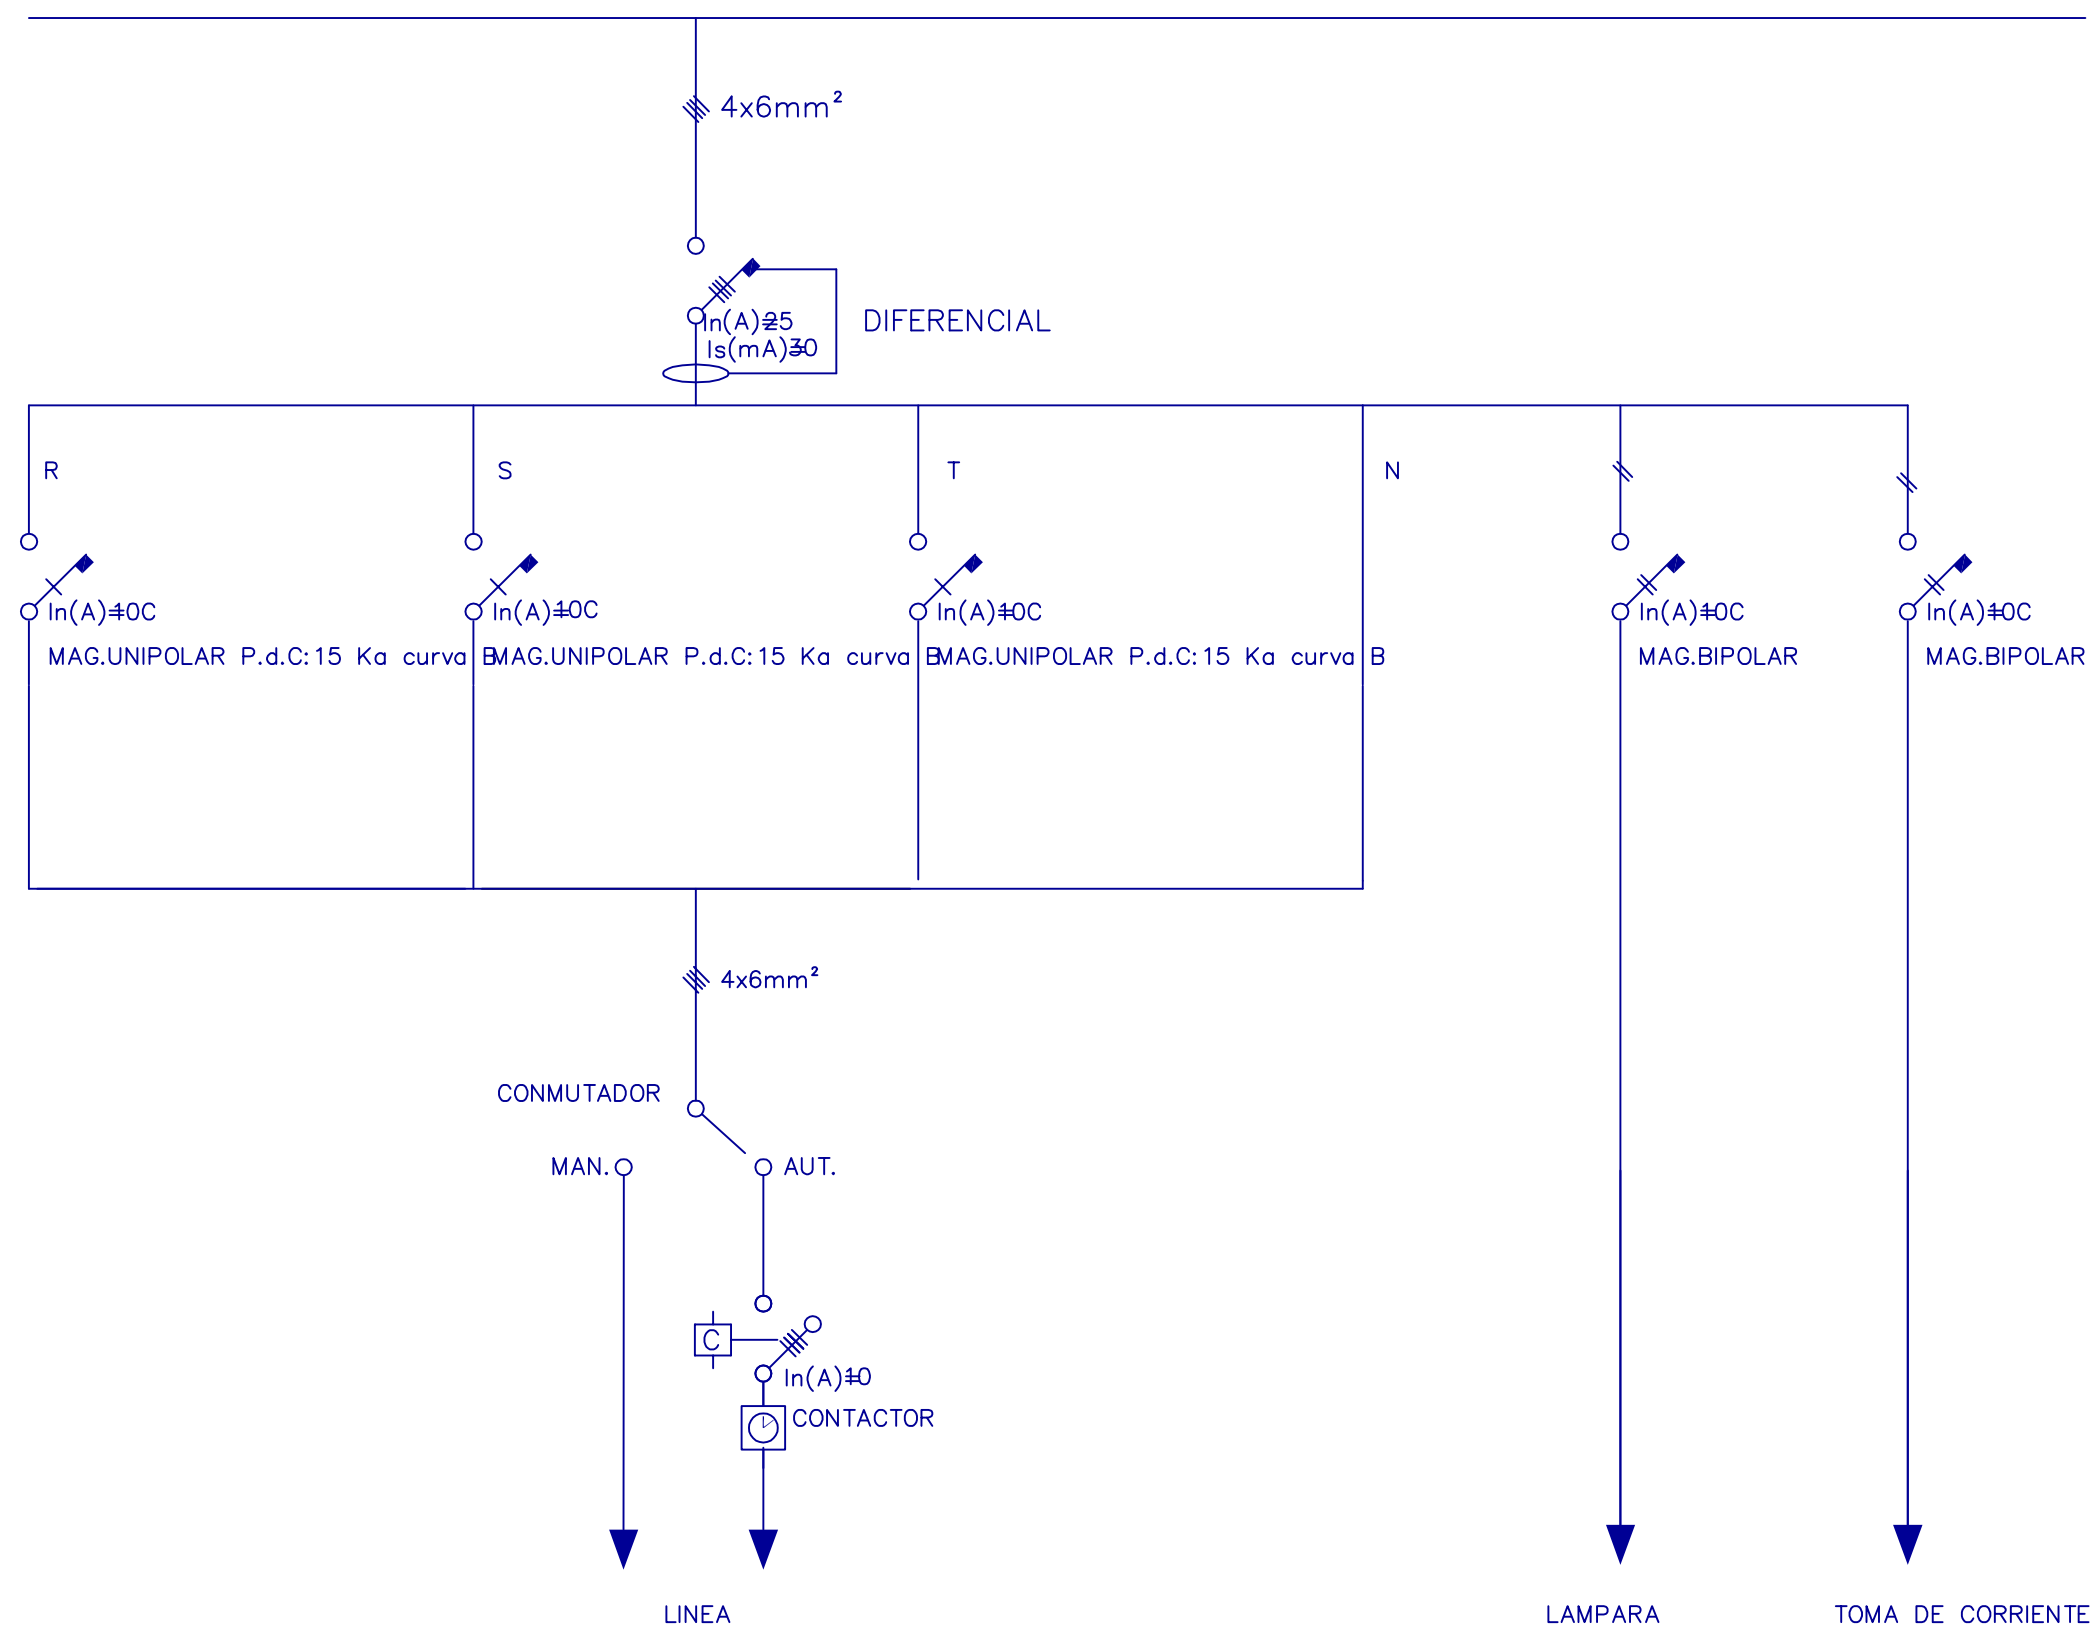 4x6mm²
In(A)=25
DIFERENCIAL
Is(mA)=30
R
S
T
N
In(A)=10C
In(A)=10C
In(A)=10C
In(A)=10C
In(A)=10C
MAG.UNIPOLAR P.d.C:15 Ka curva B
MAG.UNIPOLAR P.d.C:15 Ka curva B
MAG.UNIPOLAR P.d.C:15 Ka curva B
MAG.BIPOLAR
MAG.BIPOLAR
4x6mm²
CONMUTADOR
MAN.
AUT.
C
In(A)=10
CONTACTOR
LINEA
LAMPARA
TOMA DE CORRIENTE